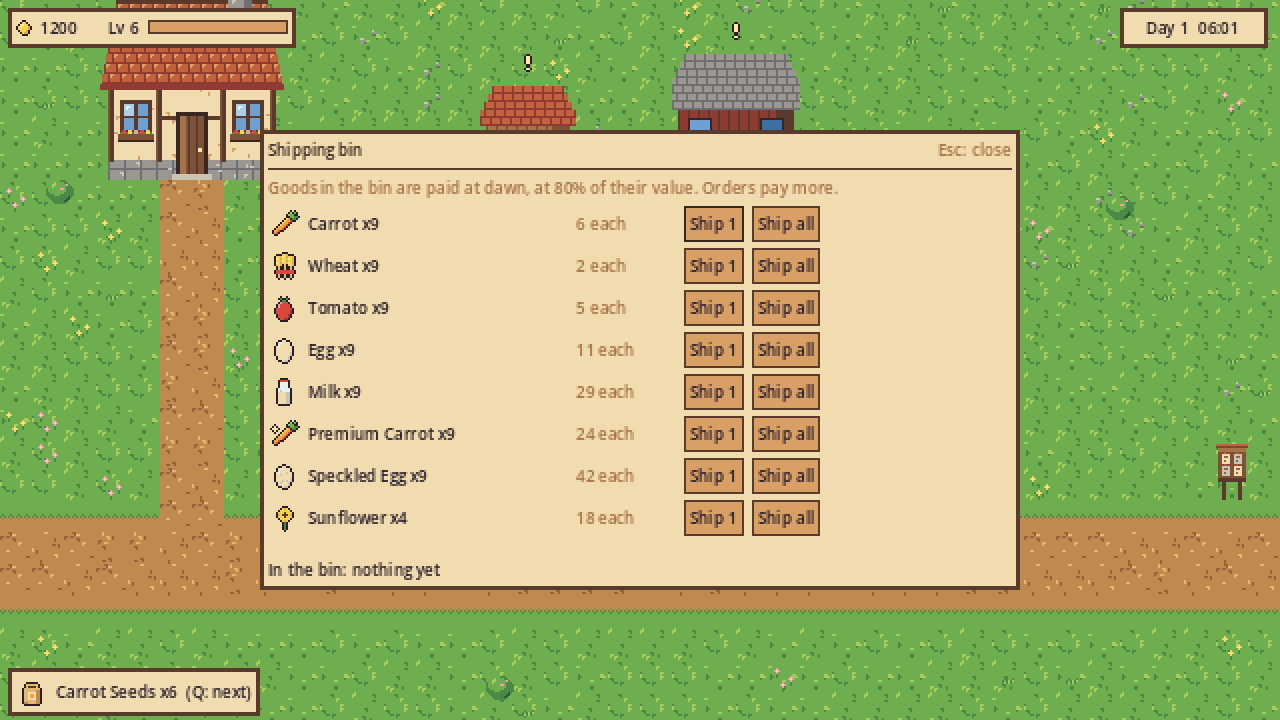 1200 Lv 6
Day 1 06:01
!
!
Shipping bin Esc: close
Goods in the bin are paid at dawn, at 80% of their value. Orders pay more.
Carrot x9 6 each Ship 1 Ship all
Wheat x9 2 each Ship 1 Ship all
Tomato x9 5 each Ship 1 Ship all
Egg x9 11 each Ship 1 Ship all
Milk x9 29 each Ship 1 Ship all
Premium Carrot x9 24 each Ship 1 Ship all
Speckled Egg x9 42 each Ship 1 Ship all
Sunflower x4 18 each Ship 1 Ship all
In the bin: nothing yet
Carrot Seeds x6 (Q: next)